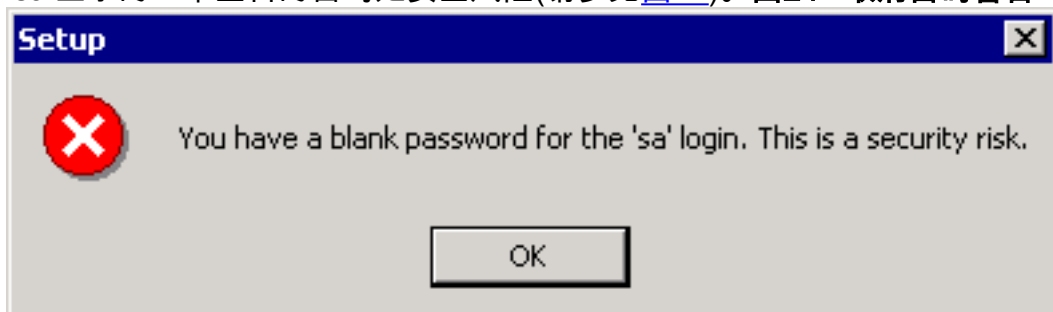 Setup
You have a blank password for the 'sa' login. This is a security risk.
OK